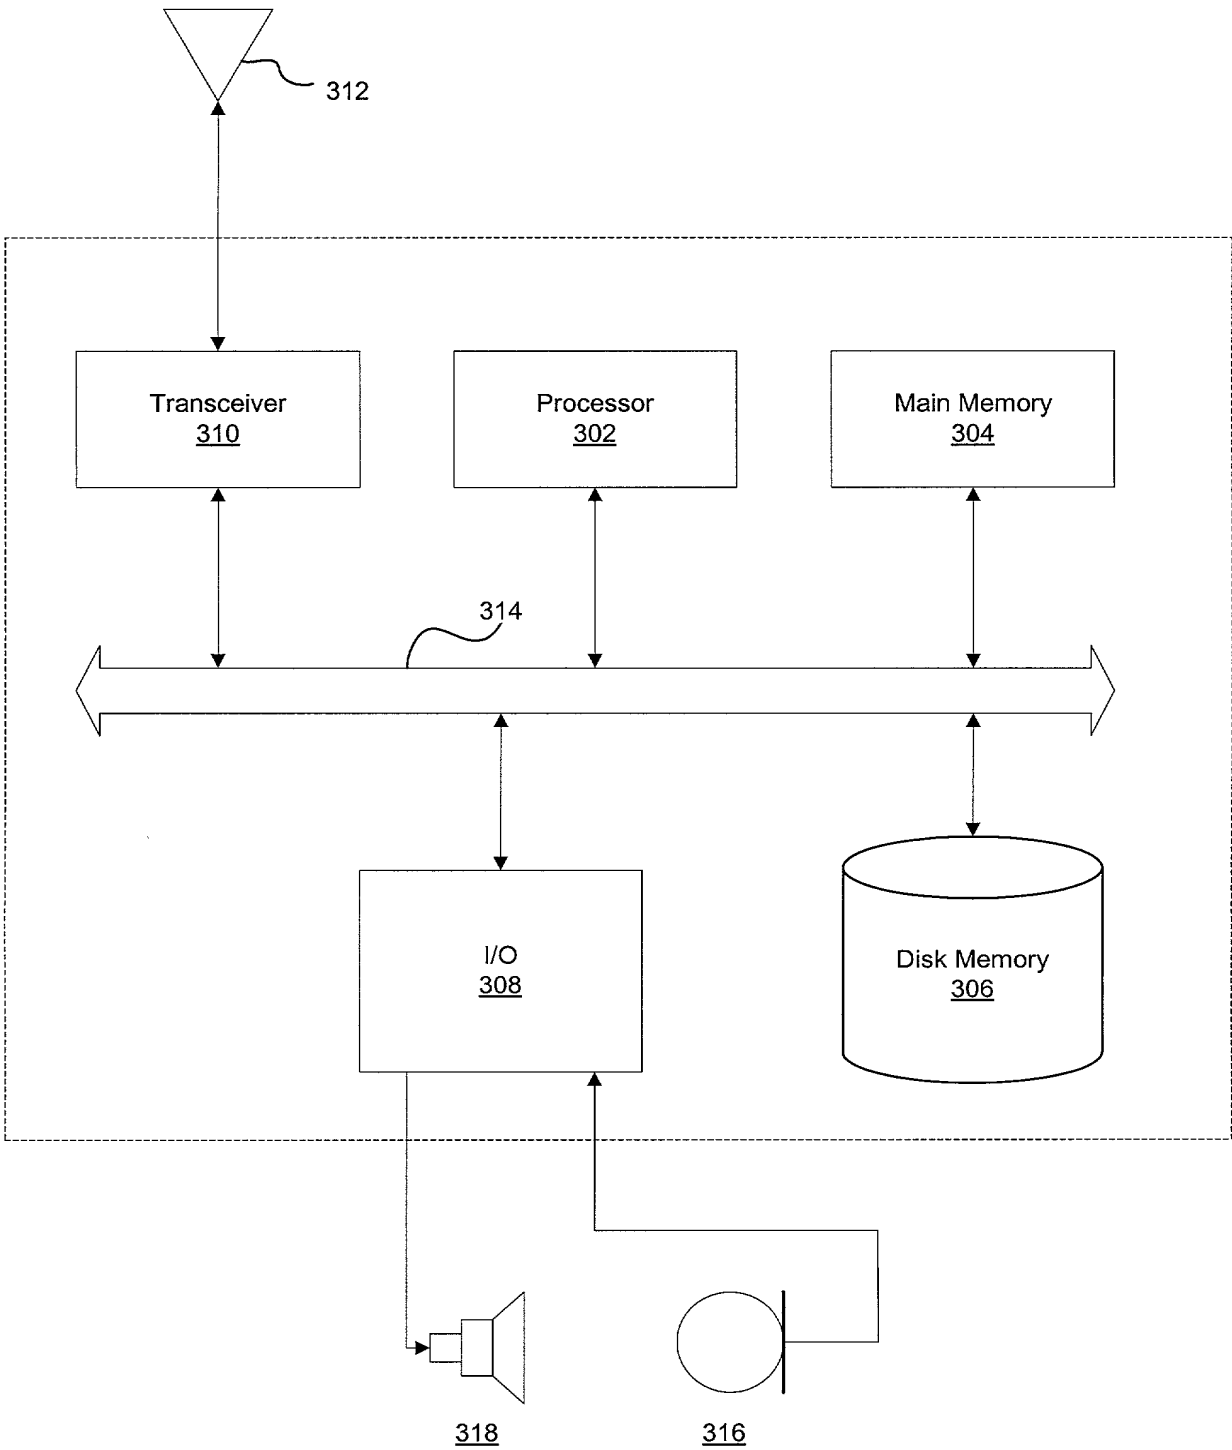 312
Transceiver
310
Processor
302
Main Memory
304
314
I/O
308
Disk Memory
306
318
316